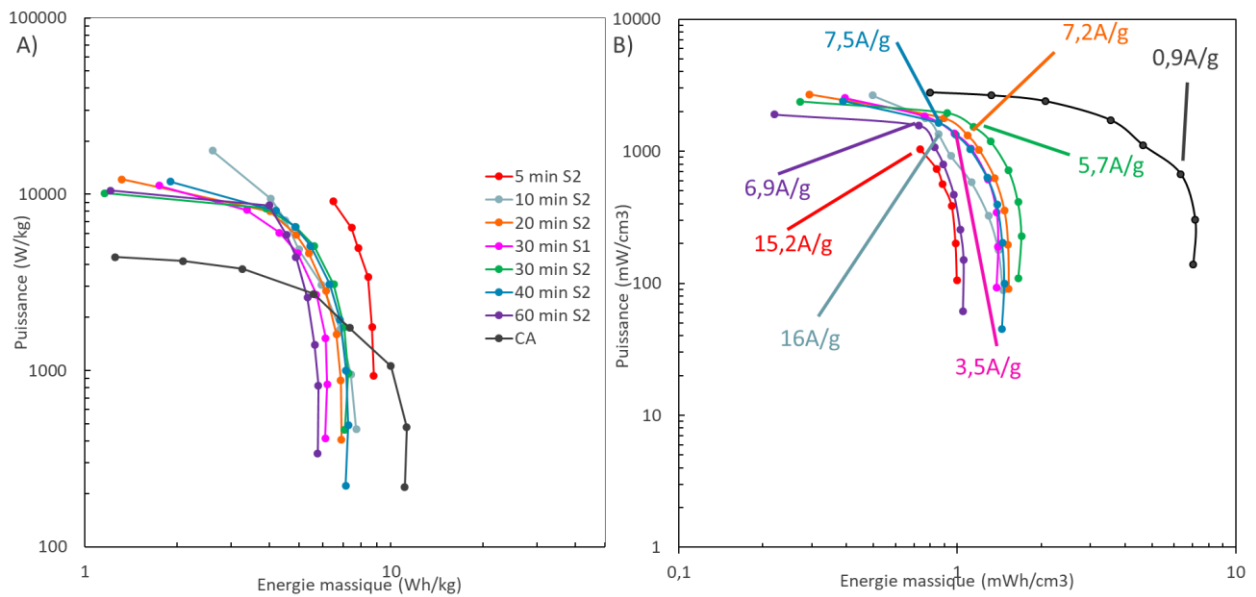 A)
100000
10000
1000
100
Puissance (W/kg)
1
10
Energie massique (Wh/kg)
5 min S2
10 min S2
20 min S2
30 min S1
30 min S2
40 min S2
60 min S2
CA
B)
10000
1000
100
10
1
Puissance (mW/cm3)
0,1
1
10
Energie massique (mWh/cm3)
7,5A/g
7,2A/g
0,9A/g
6,9A/g
5,7A/g
15,2A/g
16A/g
3,5A/g